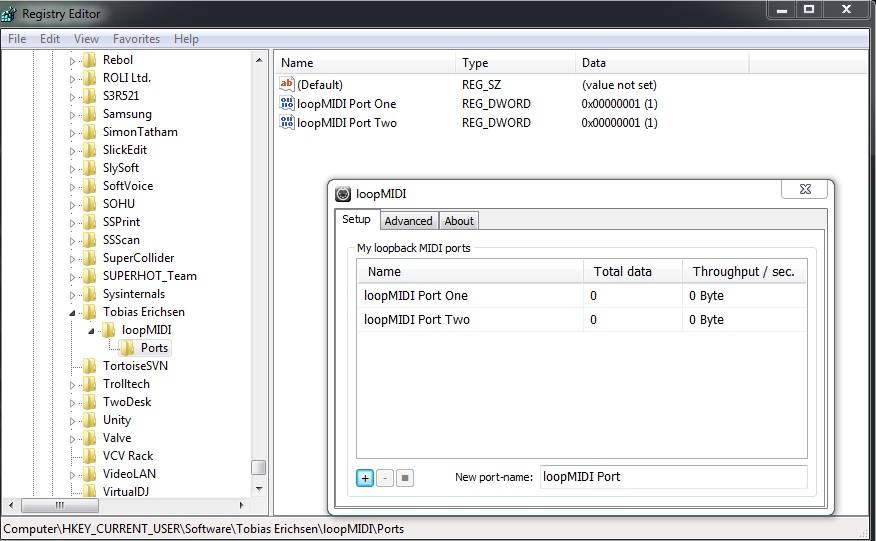 Registry Editor
File Edit View Favorites Help
Rebol
ROLI Ltd.
S3R521
Samsung
SimonTatham
SlickEdit
SlySoft
SoftVoice
SOHU
SSPrint
SSScan
SuperCollider
SUPERHOT_Team
Sysinternals
Tobias Erichsen
loopMIDI
Ports
TortoiseSVN
Trolltech
TwoDesk
Unity
Valve
VCV Rack
VideoLAN
VirtualDJ
Name Type Data
(Default) REG_SZ (value not set)
loopMIDI Port One REG_DWORD 0x00000001 (1)
loopMIDI Port Two REG_DWORD 0x00000001 (1)
loopMIDI
Setup Advanced About
My loopback MIDI ports
Name Total data Throughput / sec.
loopMIDI Port One 0 0 Byte
loopMIDI Port Two 0 0 Byte
+ - New port-name: loopMIDI Port
Computer\HKEY_CURRENT_USER\Software\Tobias Erichsen\loopMIDI\Ports